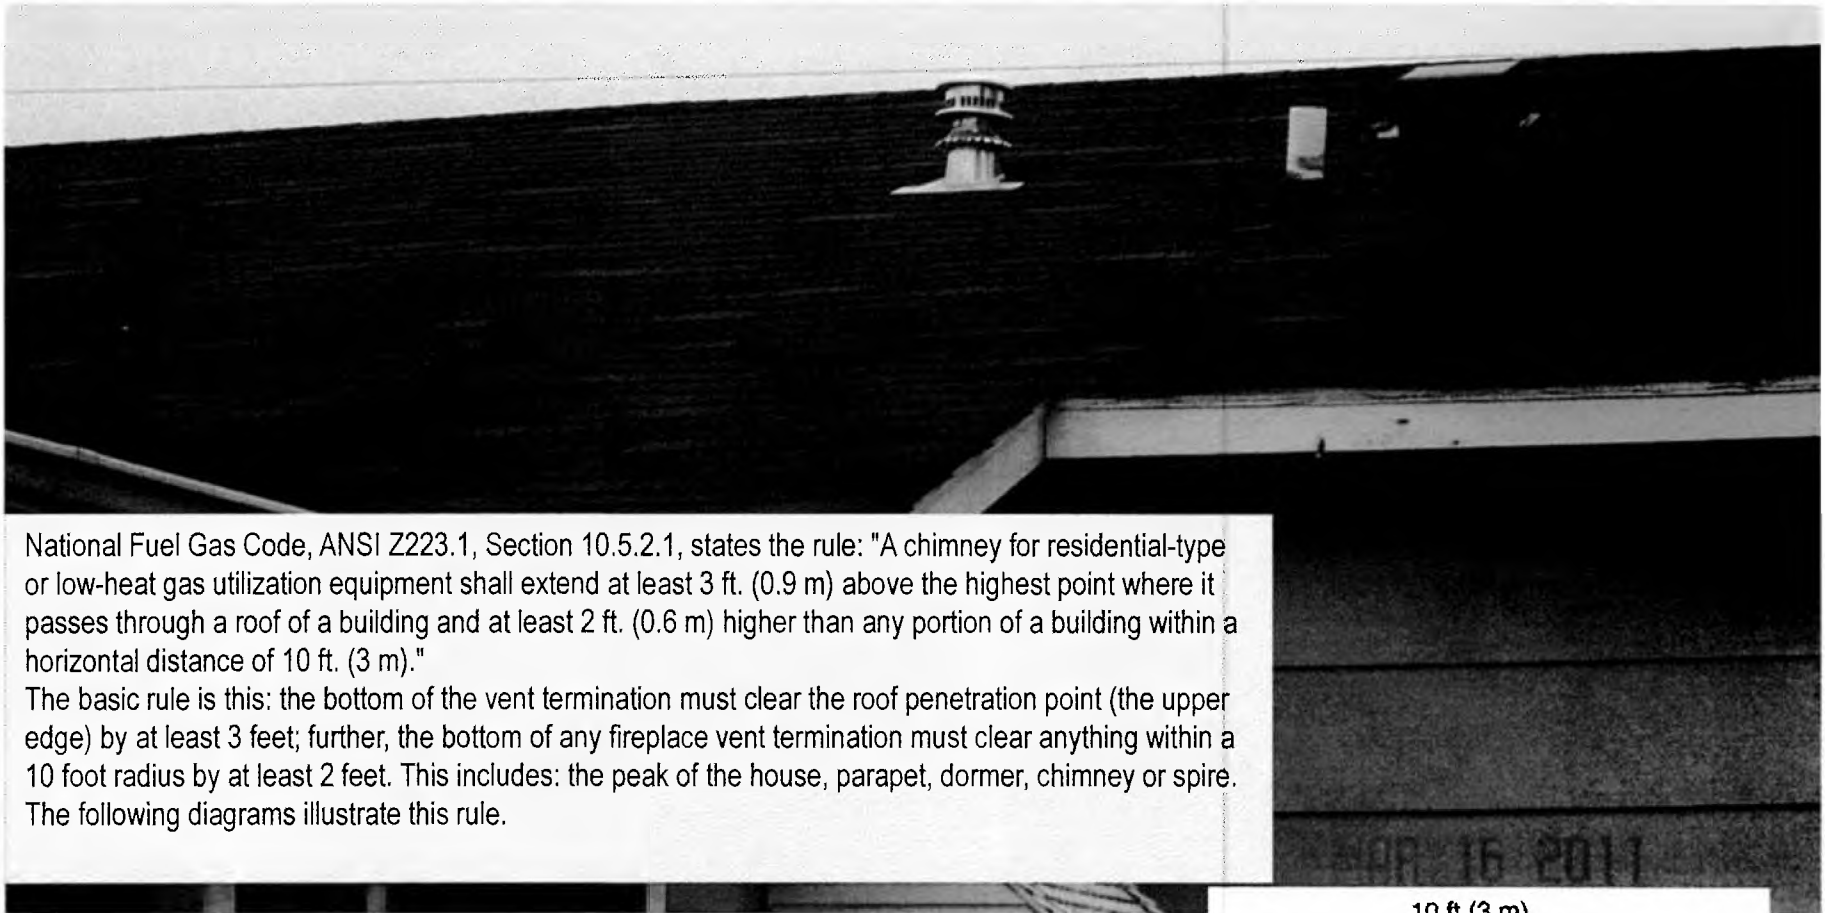 National Fuel Gas Code, ANSI Z223.1, Section 10.5.2.1, states the rule: "A chimney for residential-type
or low-heat gas utilization equipment shall extend at least 3 ft. (0.9 m) above the highest point where it
passes through a roof of a building and at least 2 ft. (0.6 m) higher than any portion of a building within a
horizontal distance of 10 ft. (3 m)."
The basic rule is this: the bottom of the vent termination must clear the roof penetration point (the upper
edge) by at least 3 feet; further, the bottom of any fireplace vent termination must clear anything within a
10 foot radius by at least 2 feet. This includes: the peak of the house, parapet, dormer, chimney or spire.
The following diagrams illustrate this rule.
MAR 16 2011
10 ft (3 m)